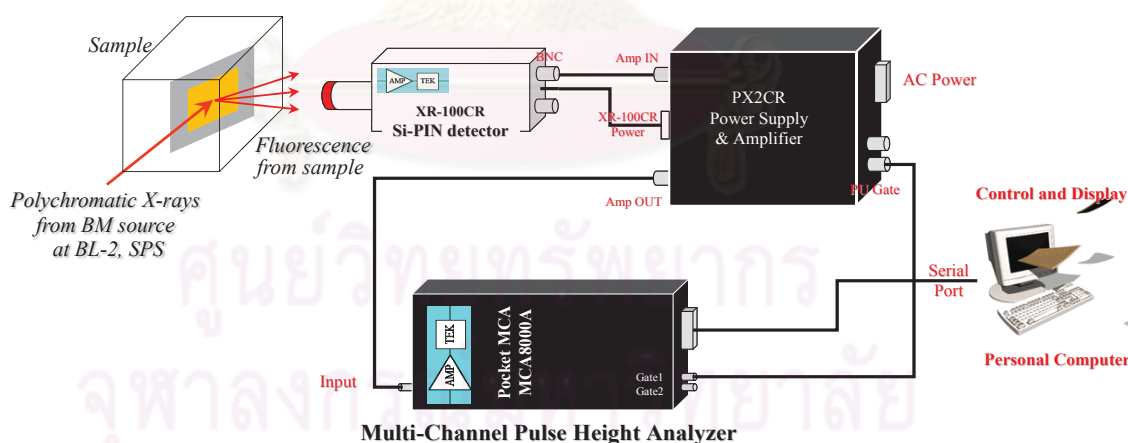 Sample
Fluorescence
from sample
Polychromatic X-rays
from BM source
at BL-2, SPS
AMP
TEK
XR-100CR
Si-PIN detector
BNC
Amp IN
XR-100CR
Power
Amp OUT
PX2CR
Power Supply
& Amplifier
AC Power
PU Gate
Control and Display
Serial
Port
Personal Computer
Input
TEK
AMP
Pocket MCA
MCA8000A
Gate1
Gate2
Multi-Channel Pulse Height Analyzer
ศูนย์วิทยทรัพยากร
จุฬาลงกรณ์มหาวิทยาลัย